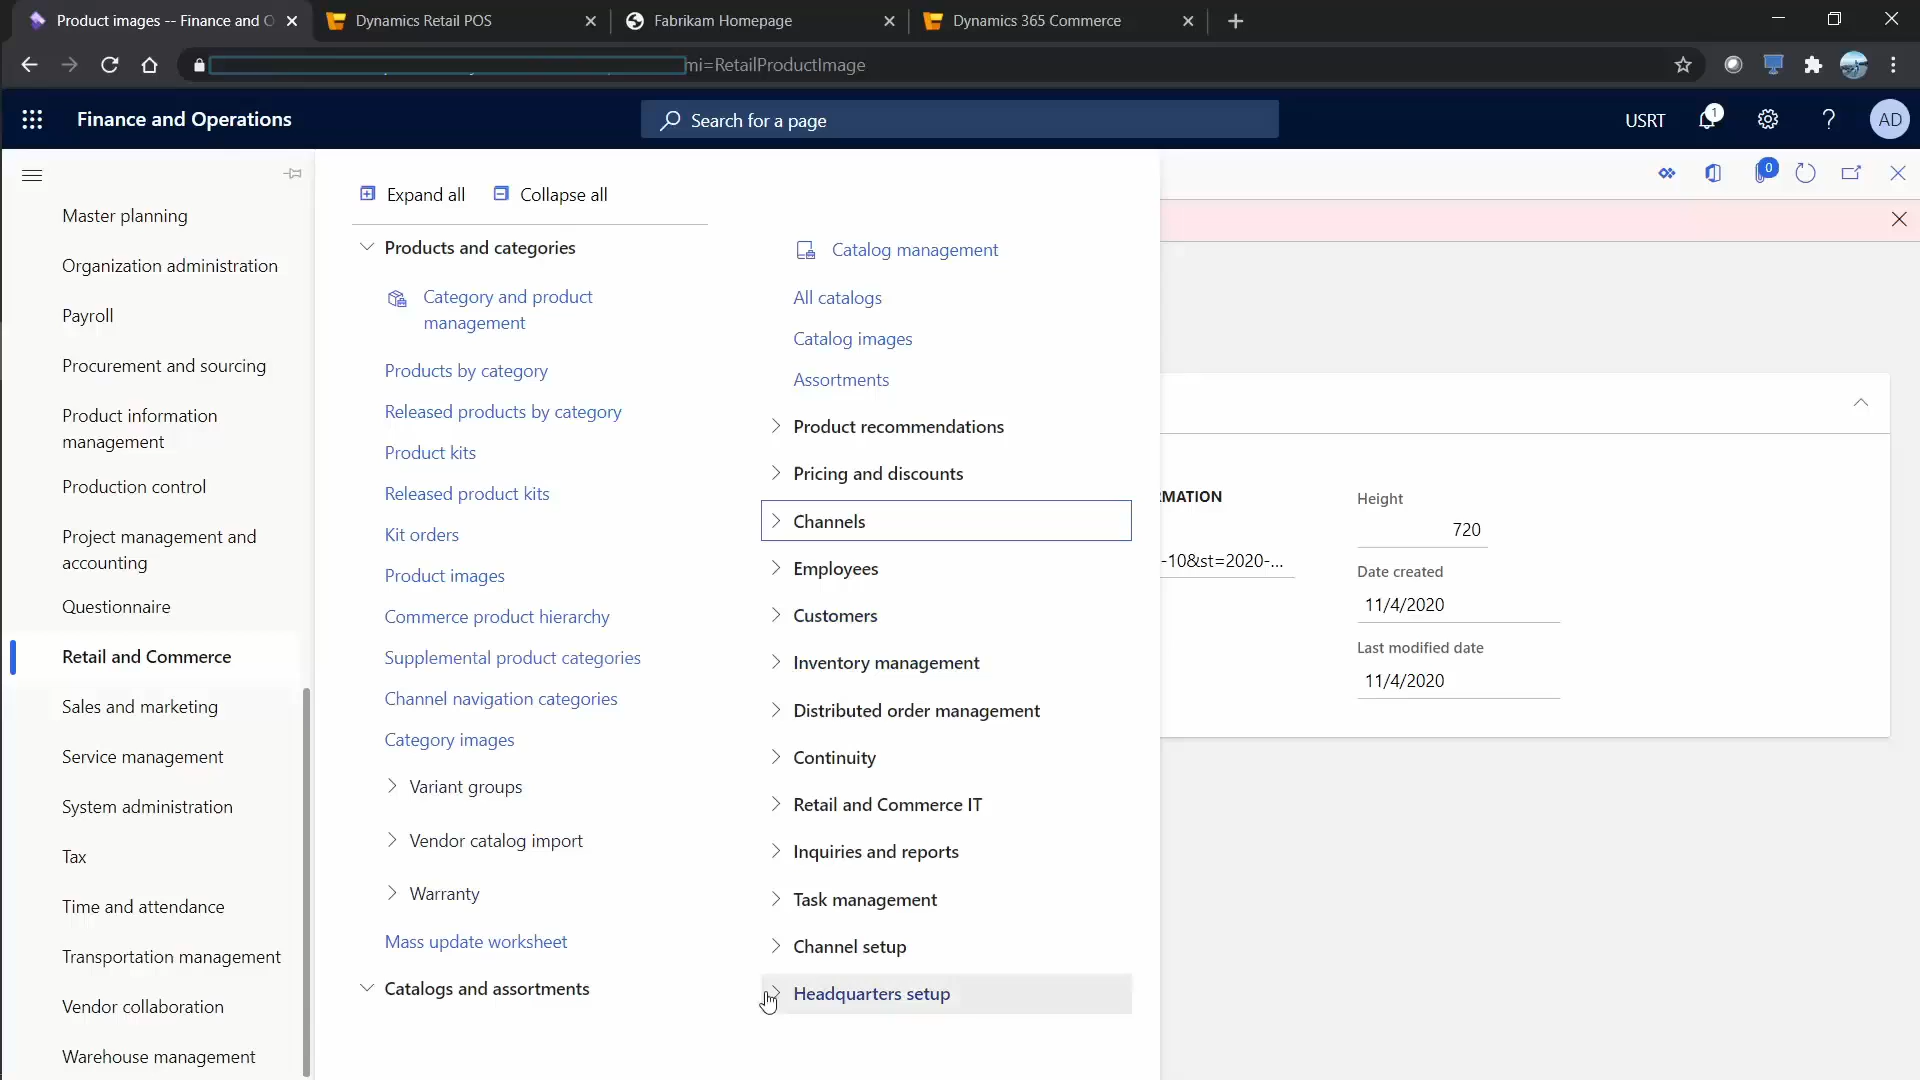 Product images -- Finance and O
Dynamics Retail POS
Fabrikam Homepage
Dynamics 365 Commerce
mi=RetailProductImage
Finance and Operations
Search for a page
USRT
1
?
AD
0
Master planning
Organization administration
Payroll
Procurement and sourcing
Product information
management
Production control
Project management and
accounting
Questionnaire
Retail and Commerce
Sales and marketing
Service management
System administration
Tax
Time and attendance
Transportation management
Vendor collaboration
Warehouse management
Expand all
Collapse all
Products and categories
Category and product
management
Products by category
Released products by category
Product kits
Released product kits
Kit orders
Product images
Commerce product hierarchy
Supplemental product categories
Channel navigation categories
Category images
Variant groups
Vendor catalog import
Warranty
Mass update worksheet
Catalogs and assortments
Catalog management
All catalogs
Catalog images
Assortments
Product recommendations
Pricing and discounts
Channels
Employees
Customers
Inventory management
Distributed order management
Continuity
Retail and Commerce IT
Inquiries and reports
Task management
Channel setup
Headquarters setup
RMATION
-10&st=2020-...
Height
720
Date created
11/4/2020
Last modified date
11/4/2020